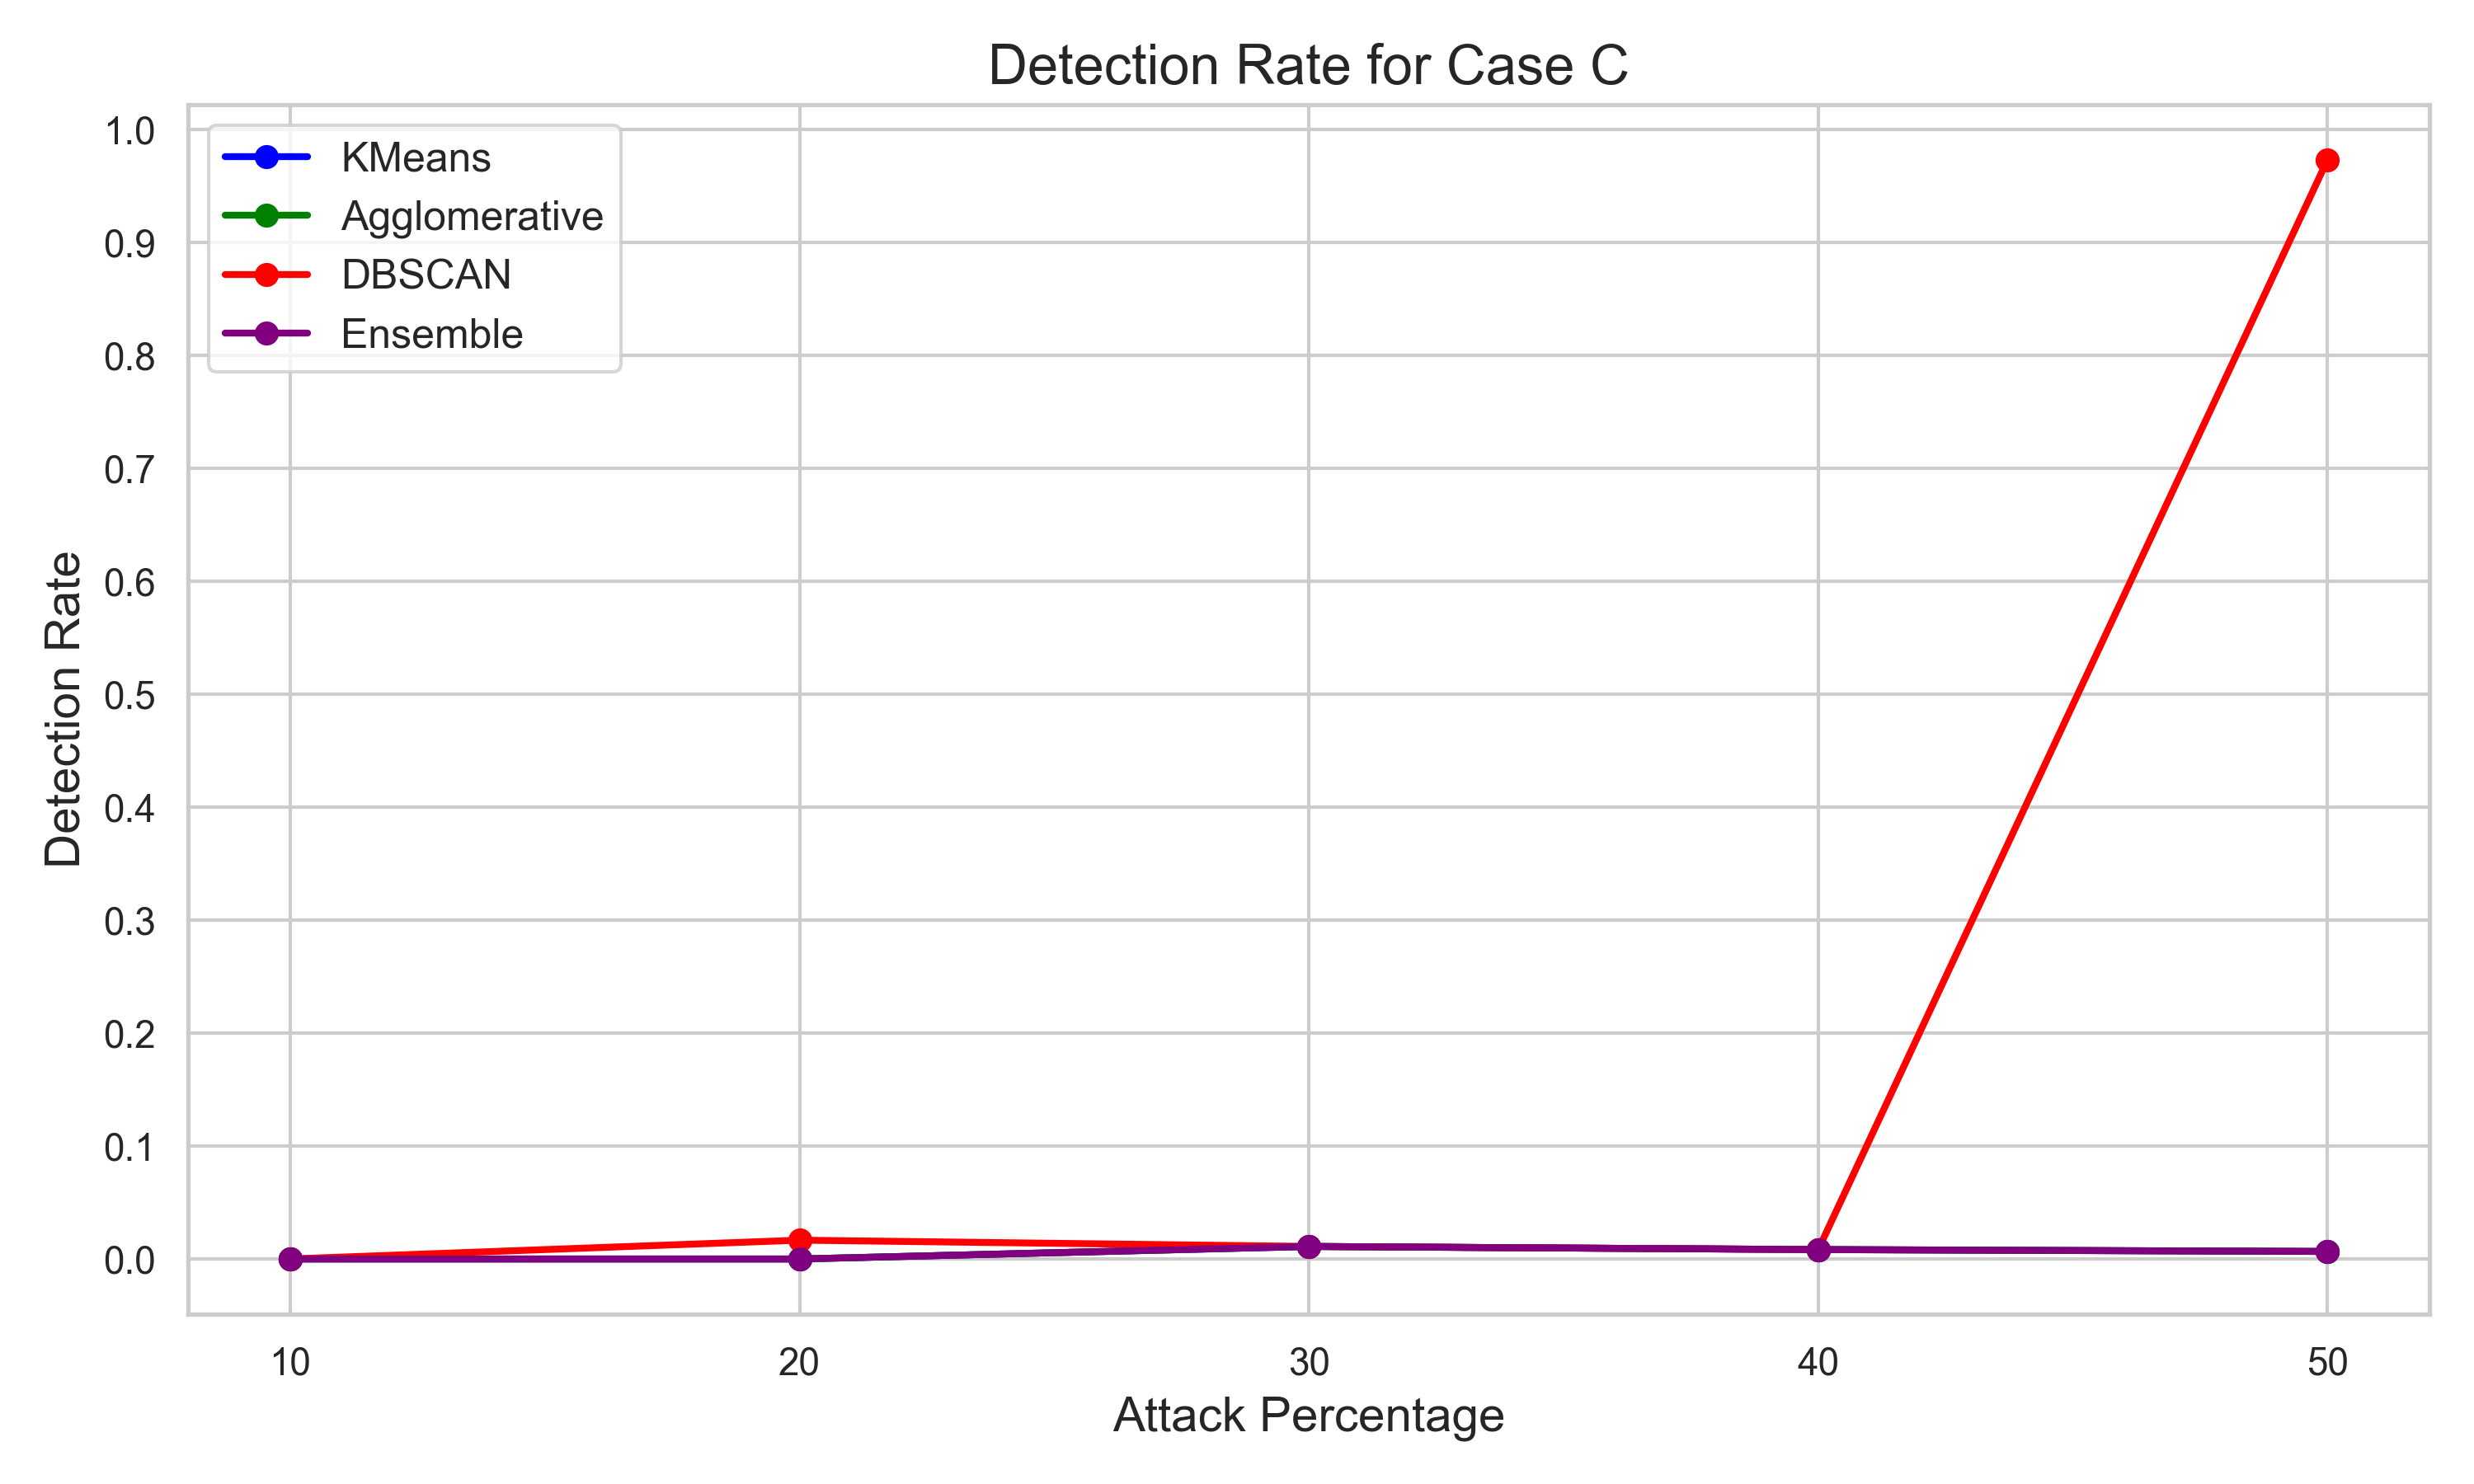 Detection Rate for Case C
1.0
0.9
0.8
0.7
0.6
0.5
0.4
0.3
0.2
0.1
0.0
Detection Rate
KMeans
Agglomerative
DBSCAN
Ensemble
10 20 30 40 50
Attack Percentage